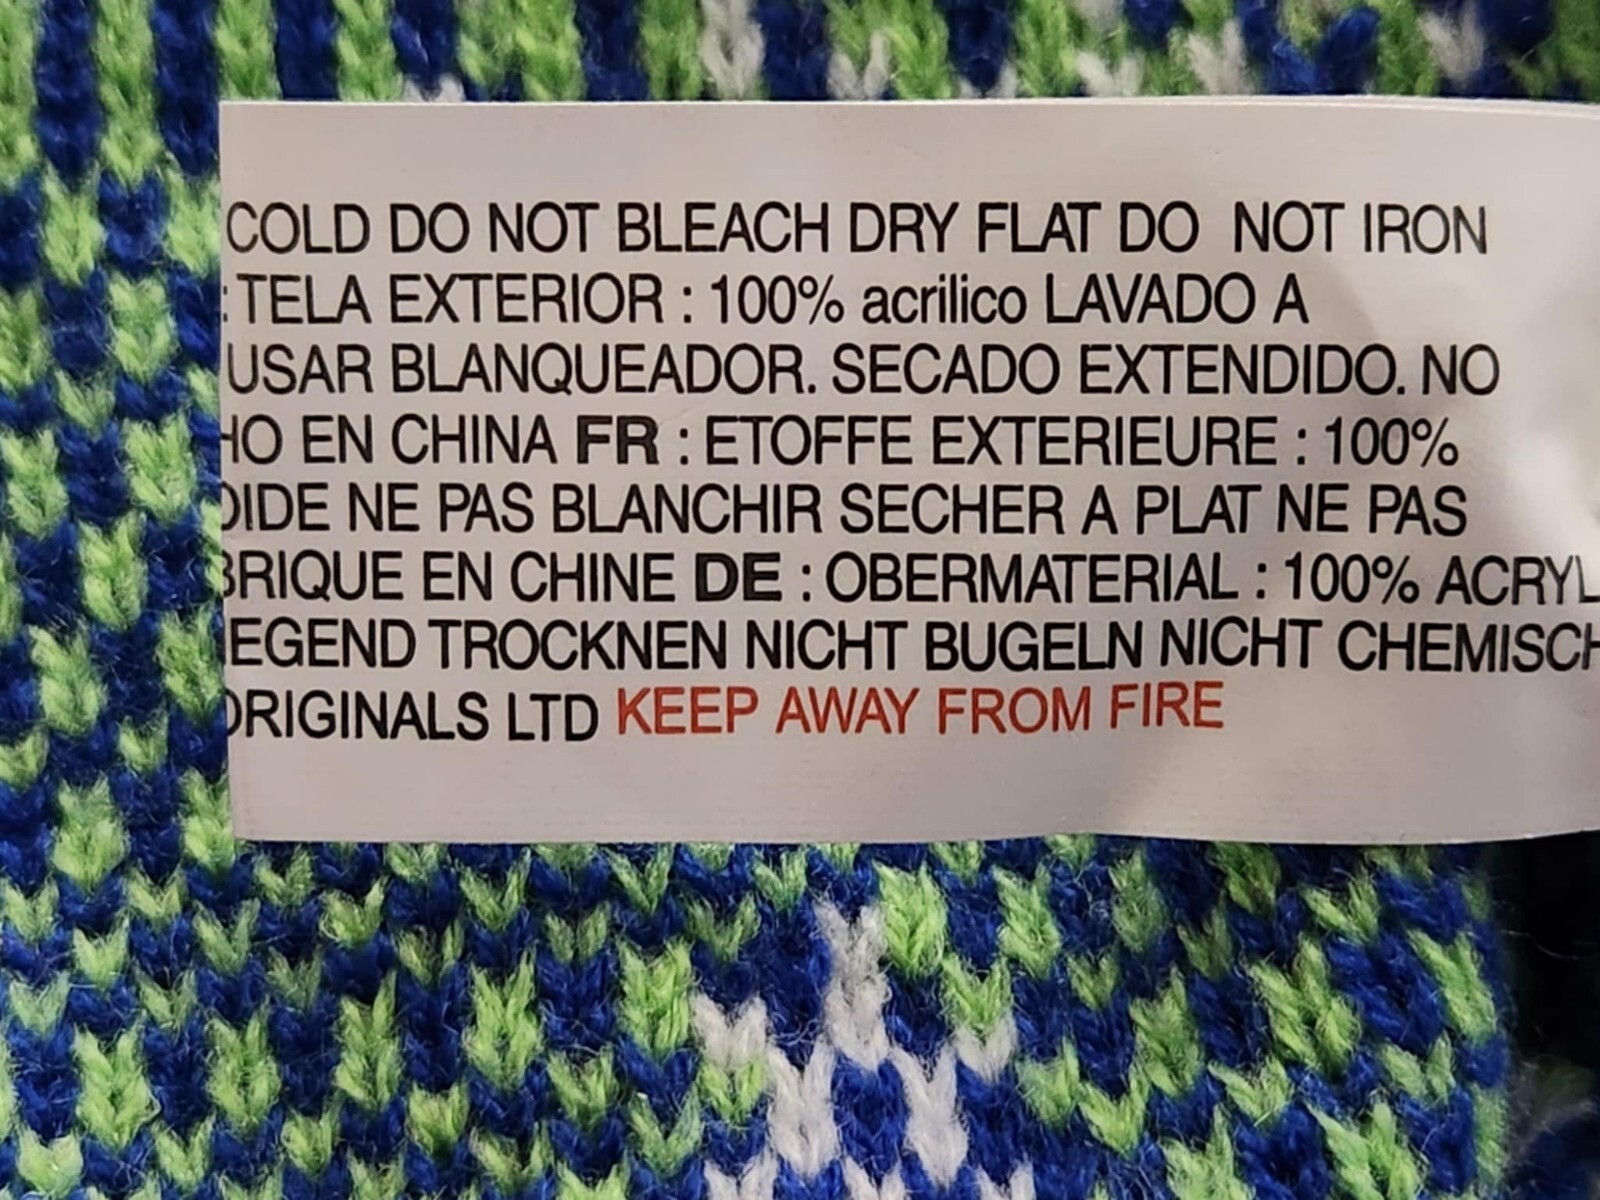 COLD DO NOT BLEACH DRY FLAT DO NOT IRON
: TELA EXTERIOR : 100% acrilico LAVADO A
USAR BLANQUEADOR. SECADO EXTENDIDO. NO
HO EN CHINA FR : ETOFFE EXTERIEURE : 100%
OIDE NE PAS BLANCHIR SECHER A PLAT NE PAS
BRIQUE EN CHINE DE : OBERMATERIAL : 100% ACRYL
IEGEND TROCKNEN NICHT BUGELN NICHT CHEMISCH
ORIGINALS LTD KEEP AWAY FROM FIRE